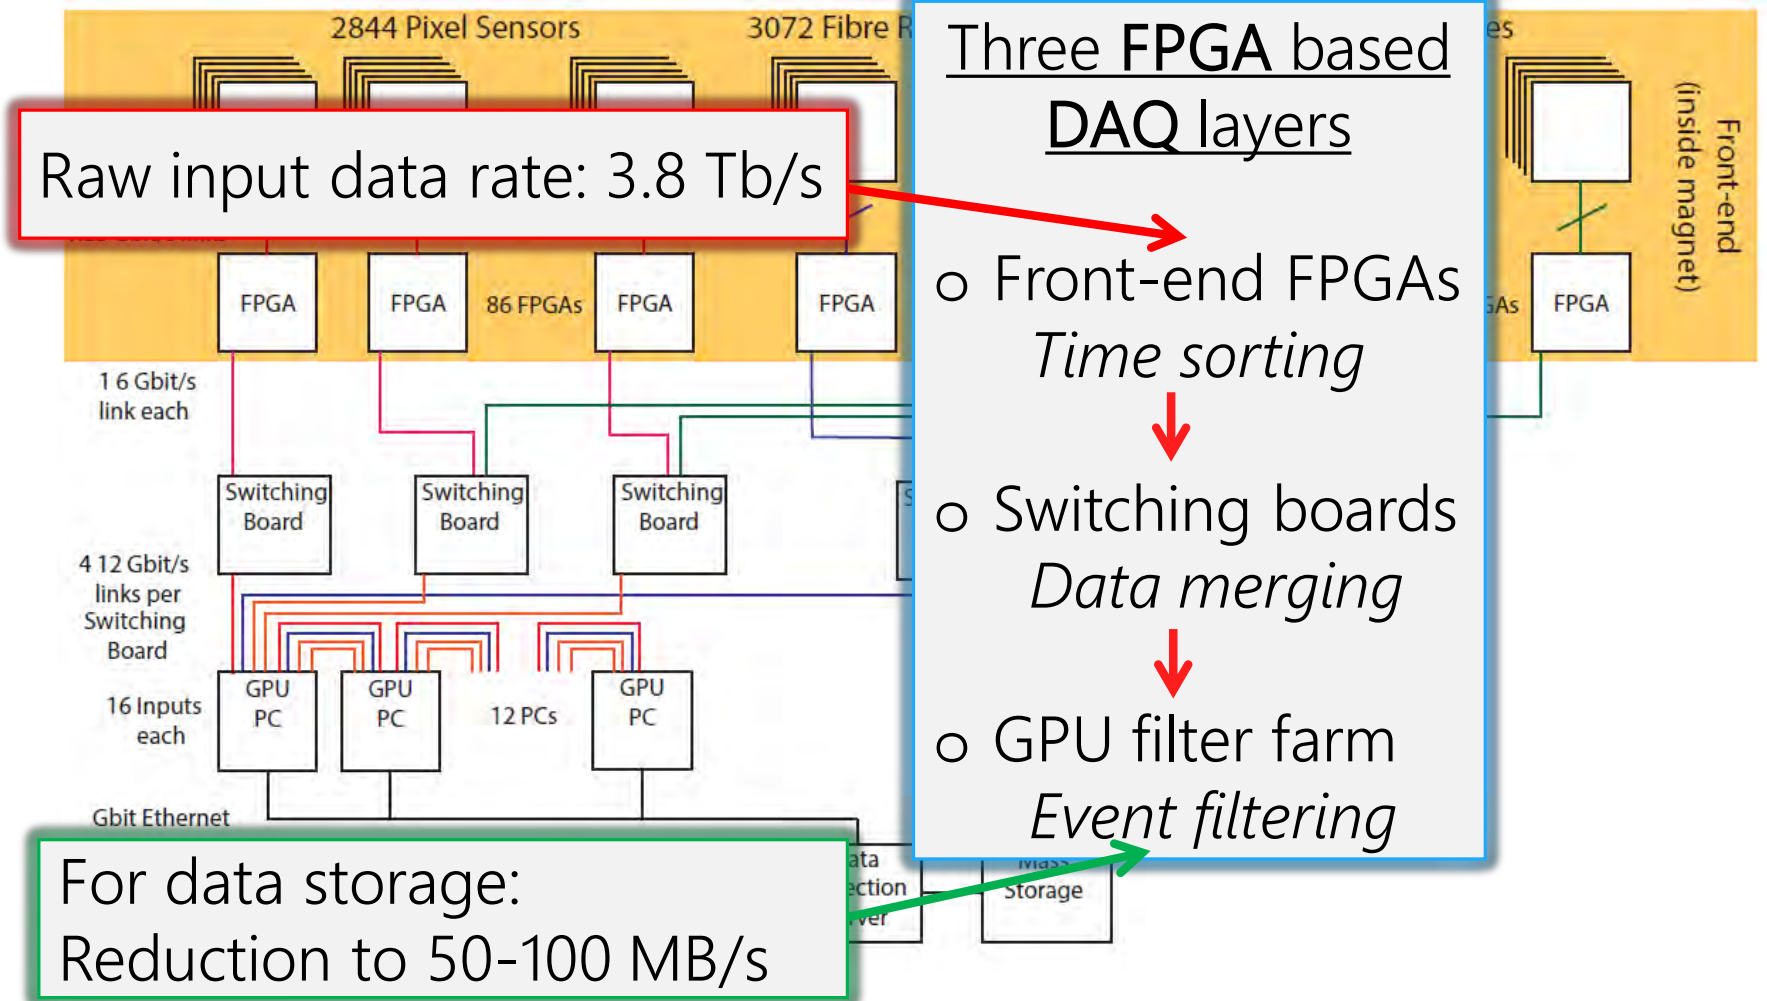 2844 Pixel Sensors
3072 Fibre
Raw input data rate: 3.8 Tb/s
Three FPGA based
DAQ layers
o Front-end FPGAs
Time sorting
o Switching boards
Data merging
o GPU filter farm
Event filtering
Front-end
(inside magnet)
FPGA
FPGA
86 FPGAs
FPGA
FPGA
FPGA
1 6 Gbit/s
link each
Switching
Board
Switching
Board
Switching
Board
4 12 Gbit/s
links per
Switching
Board
GPU
PC
GPU
PC
12 PCs
GPU
PC
16 Inputs
each
Gbit Ethernet
Mass
Storage
For data storage:
Reduction to 50-100 MB/s